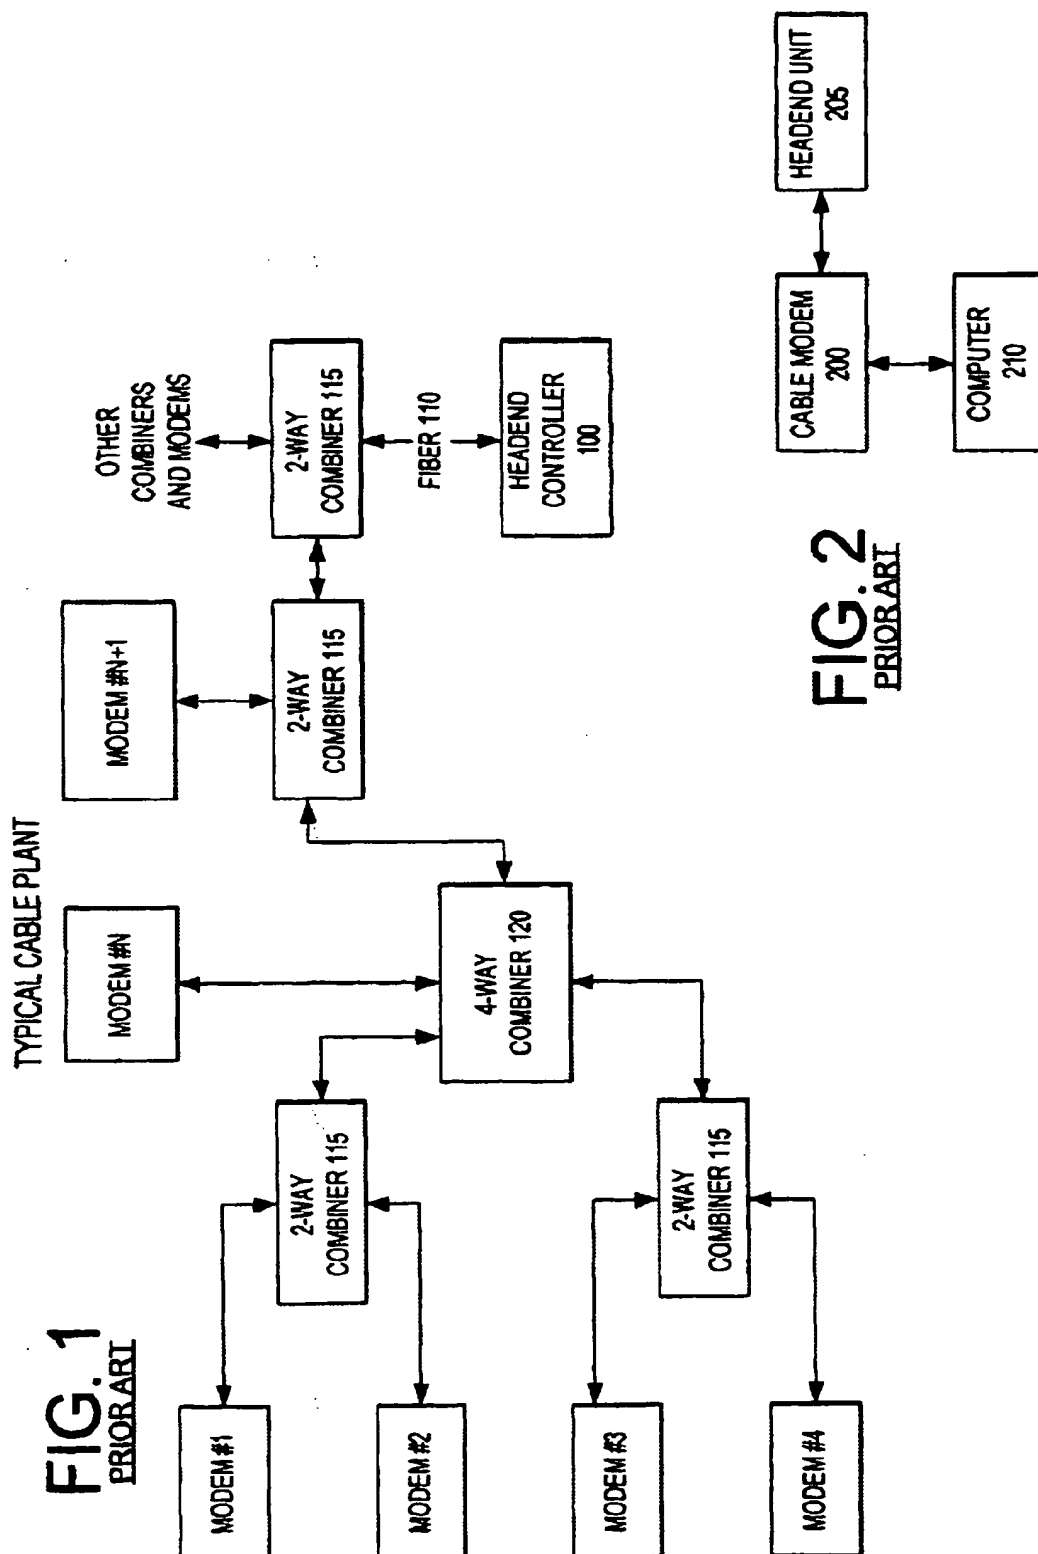 FIG. 1
PRIOR ART
TYPICAL CABLE PLANT
MODEM #1
MODEM #2
MODEM #3
MODEM #4
2-WAY
COMBINER 115
2-WAY
COMBINER 115
MODEM #N
4-WAY
COMBINER 120
MODEM #N+1
2-WAY
COMBINER 115
OTHER
COMBINERS
AND MODEMS
2-WAY
COMBINER 115
FIBER 110
HEADEND
CONTROLLER
100
FIG. 2
PRIOR ART
CABLE MODEM
200
HEADEND UNIT
205
COMPUTER
210